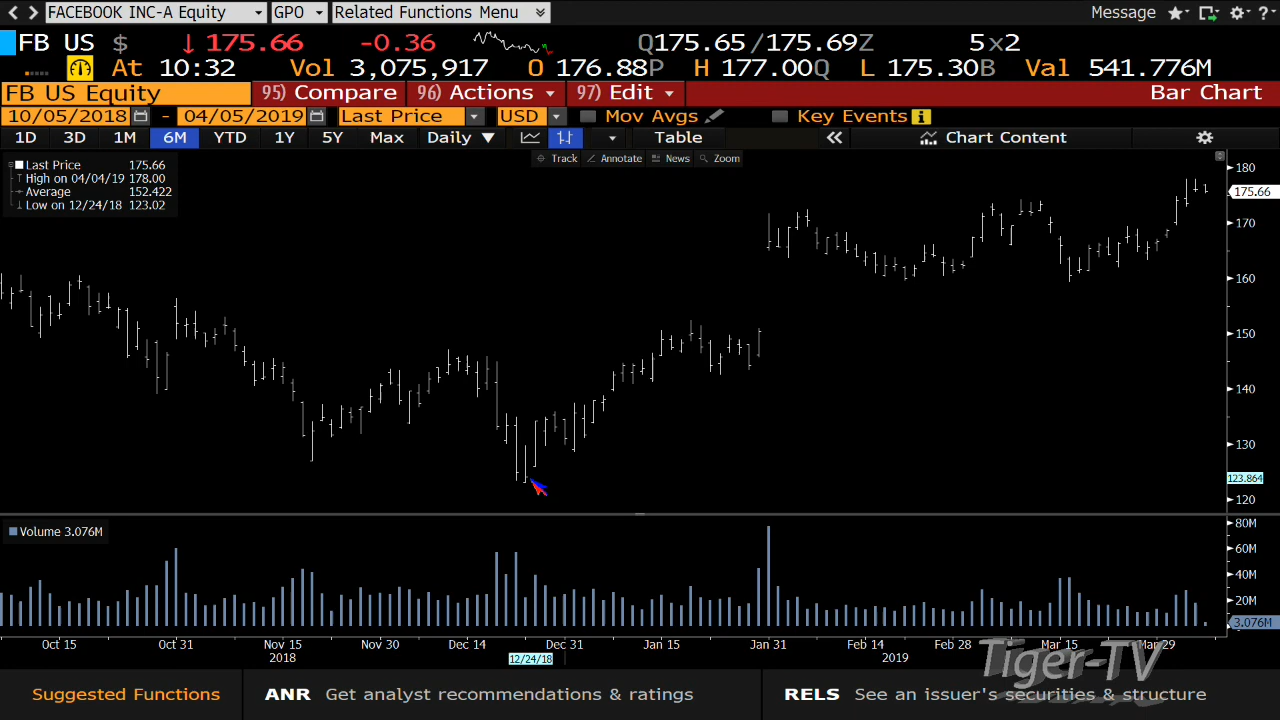 FACEBOOK INC-A Equity GPO Related Functions Menu Message ?
FB US $ ↓ 175.66 -0.36 Q175.65/175.69Z 5x2
At 10:32 Vol 3,075,917 O 176.88P H 177.00Q L 175.30B Val 541.776M
FB US Equity 95) Compare 96) Actions 97) Edit Bar Chart
10/05/2018 - 04/05/2019 Last Price USD Mov Avgs Key Events i
1D 3D 1M 6M YTD 1Y 5Y Max Daily ▼ Table « Chart Content
Track Annotate News Zoom
Last Price 175.66
High on 04/04/19 178.00
Average 152.422
Low on 12/24/18 123.02
180
175.66
170
160
150
140
130
123.864
120
Volume 3.076M
80M
60M
40M
20M
3.076M
Oct 15 Oct 31 Nov 15 Nov 30 Dec 14 Dec 31 Jan 15 Jan 31 Feb 14 Feb 28 Mar 15 Mar 29
2018 12/24/18 2019
Tiger-TV
Suggested Functions ANR Get analyst recommendations & ratings RELS See an issuer's securities & structure